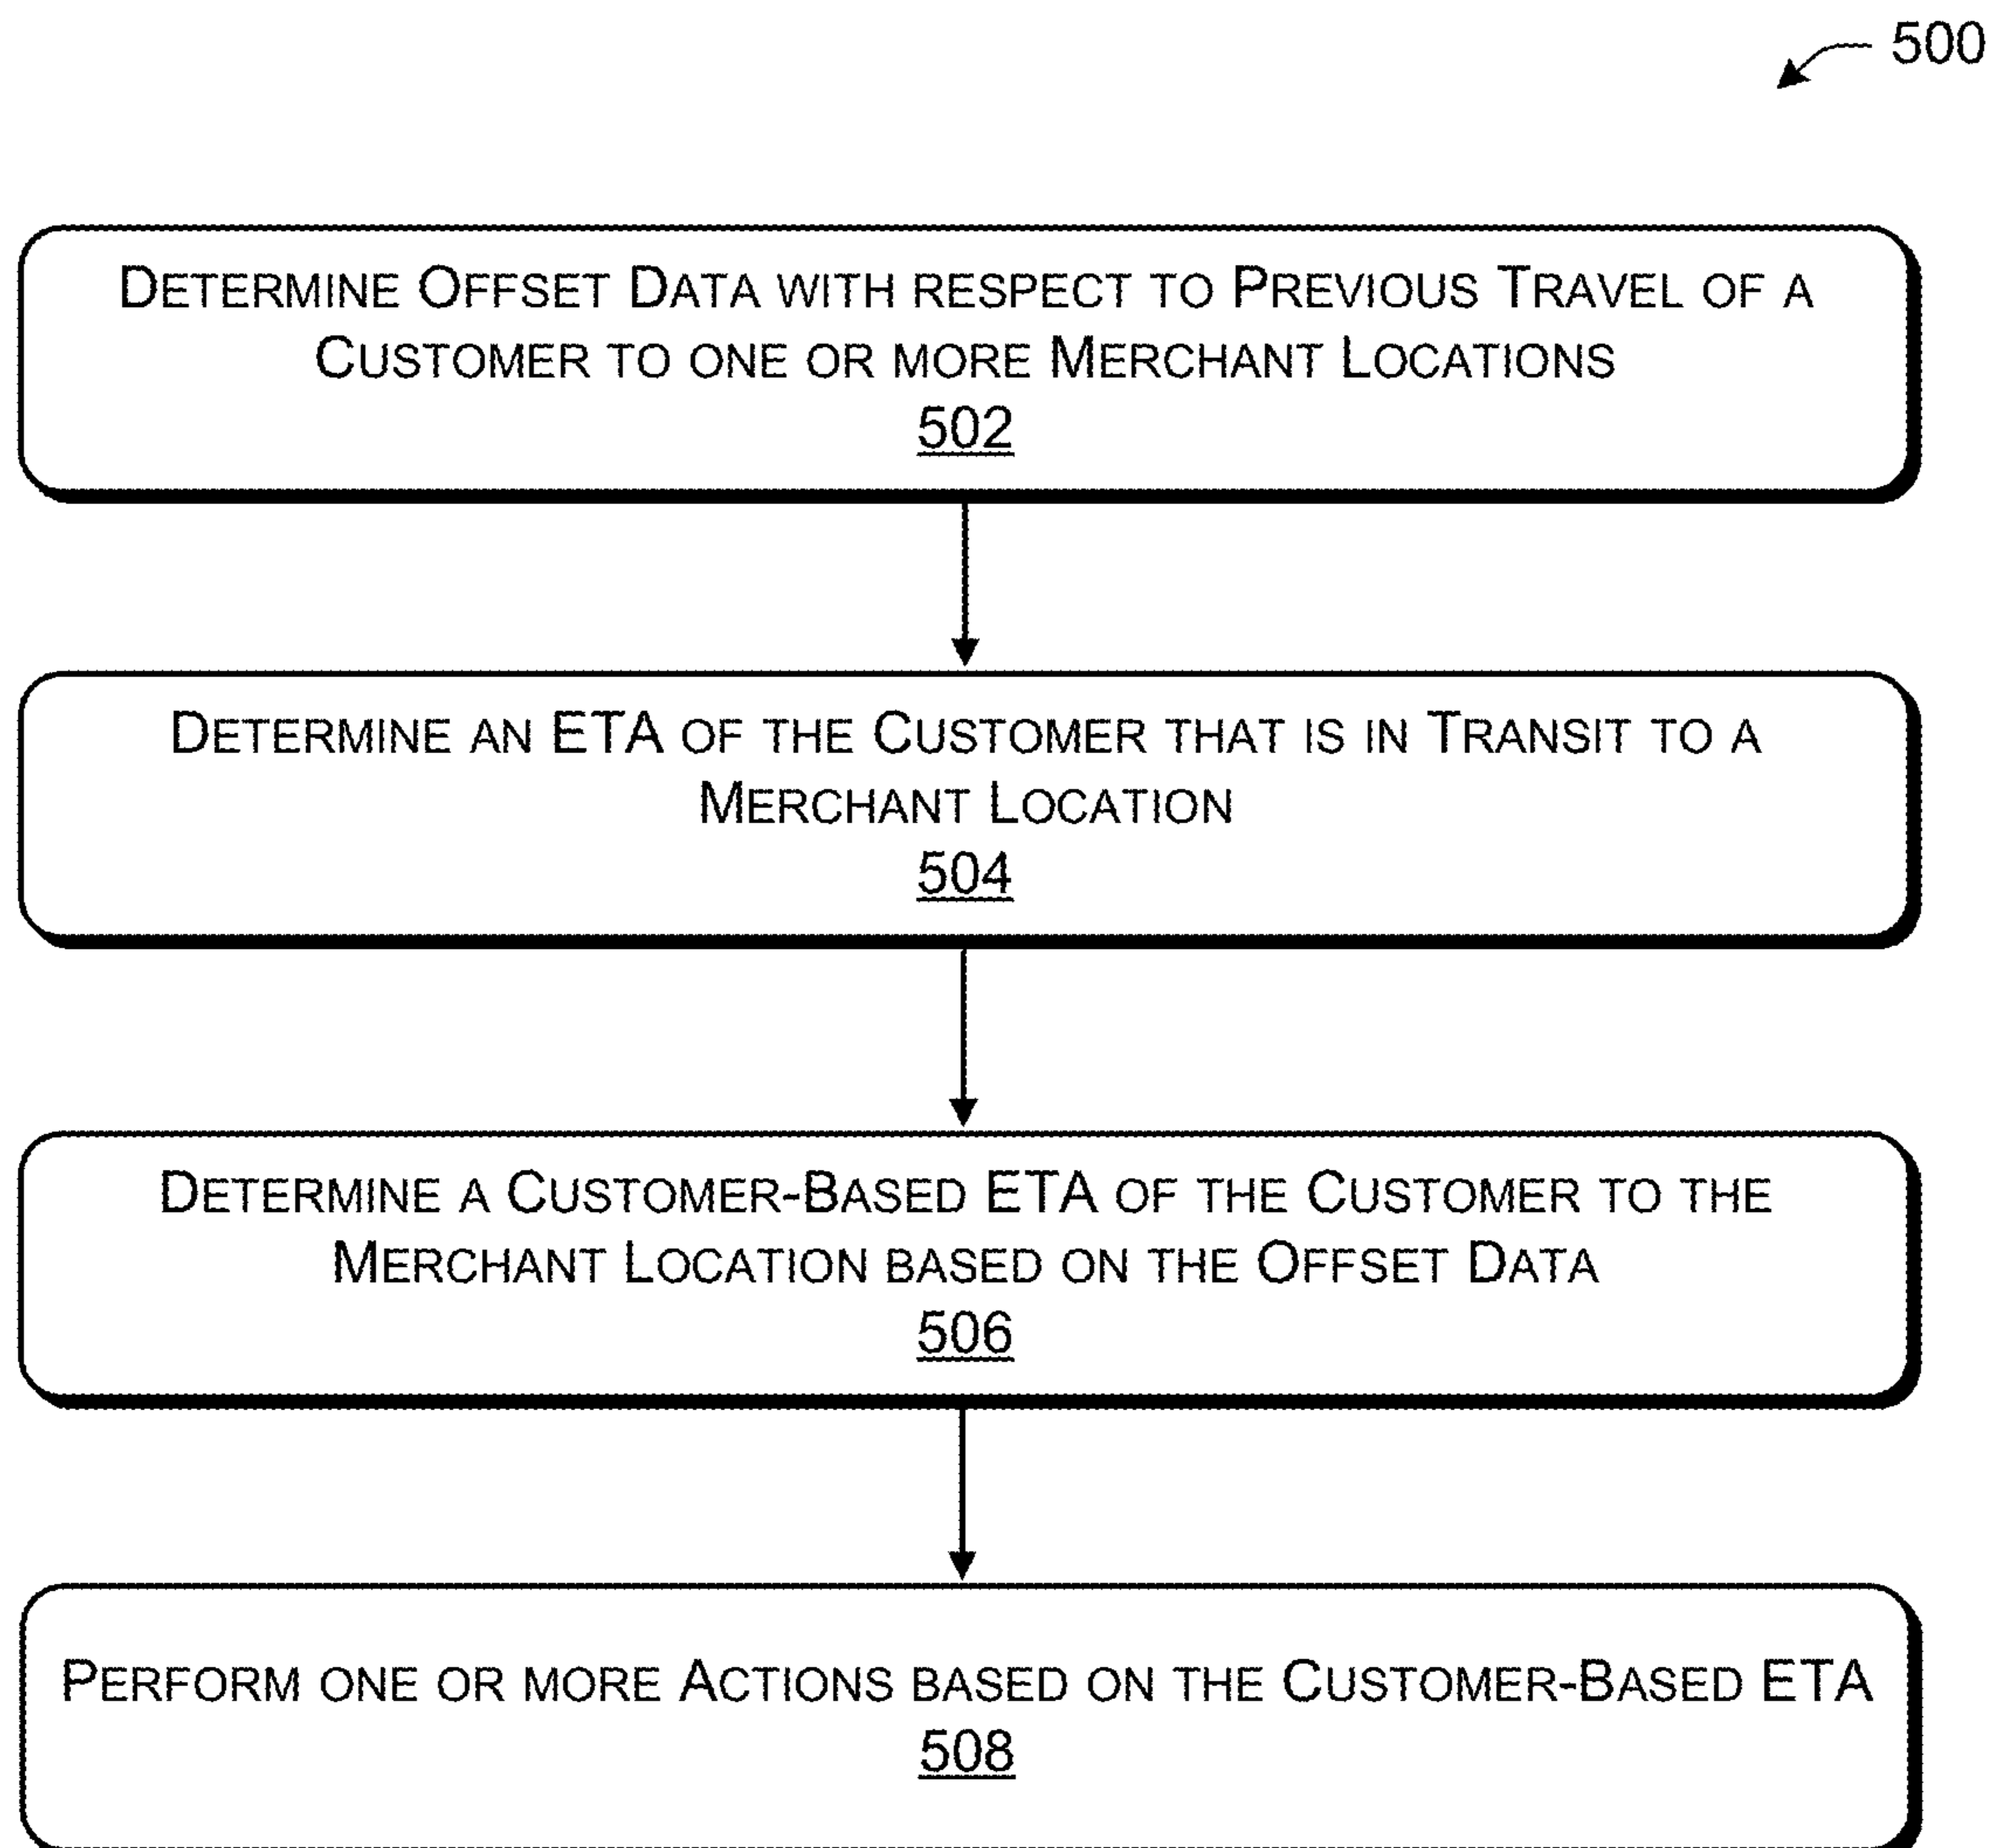 500
DETERMINE OFFSET DATA WITH RESPECT TO PREVIOUS TRAVEL OF A
CUSTOMER TO ONE OR MORE MERCHANT LOCATIONS
502
DETERMINE AN ETA OF THE CUSTOMER THAT IS IN TRANSIT TO A
MERCHANT LOCATION
504
DETERMINE A CUSTOMER-BASED ETA OF THE CUSTOMER TO THE
MERCHANT LOCATION BASED ON THE OFFSET DATA
506
PERFORM ONE OR MORE ACTIONS BASED ON THE CUSTOMER-BASED ETA
508